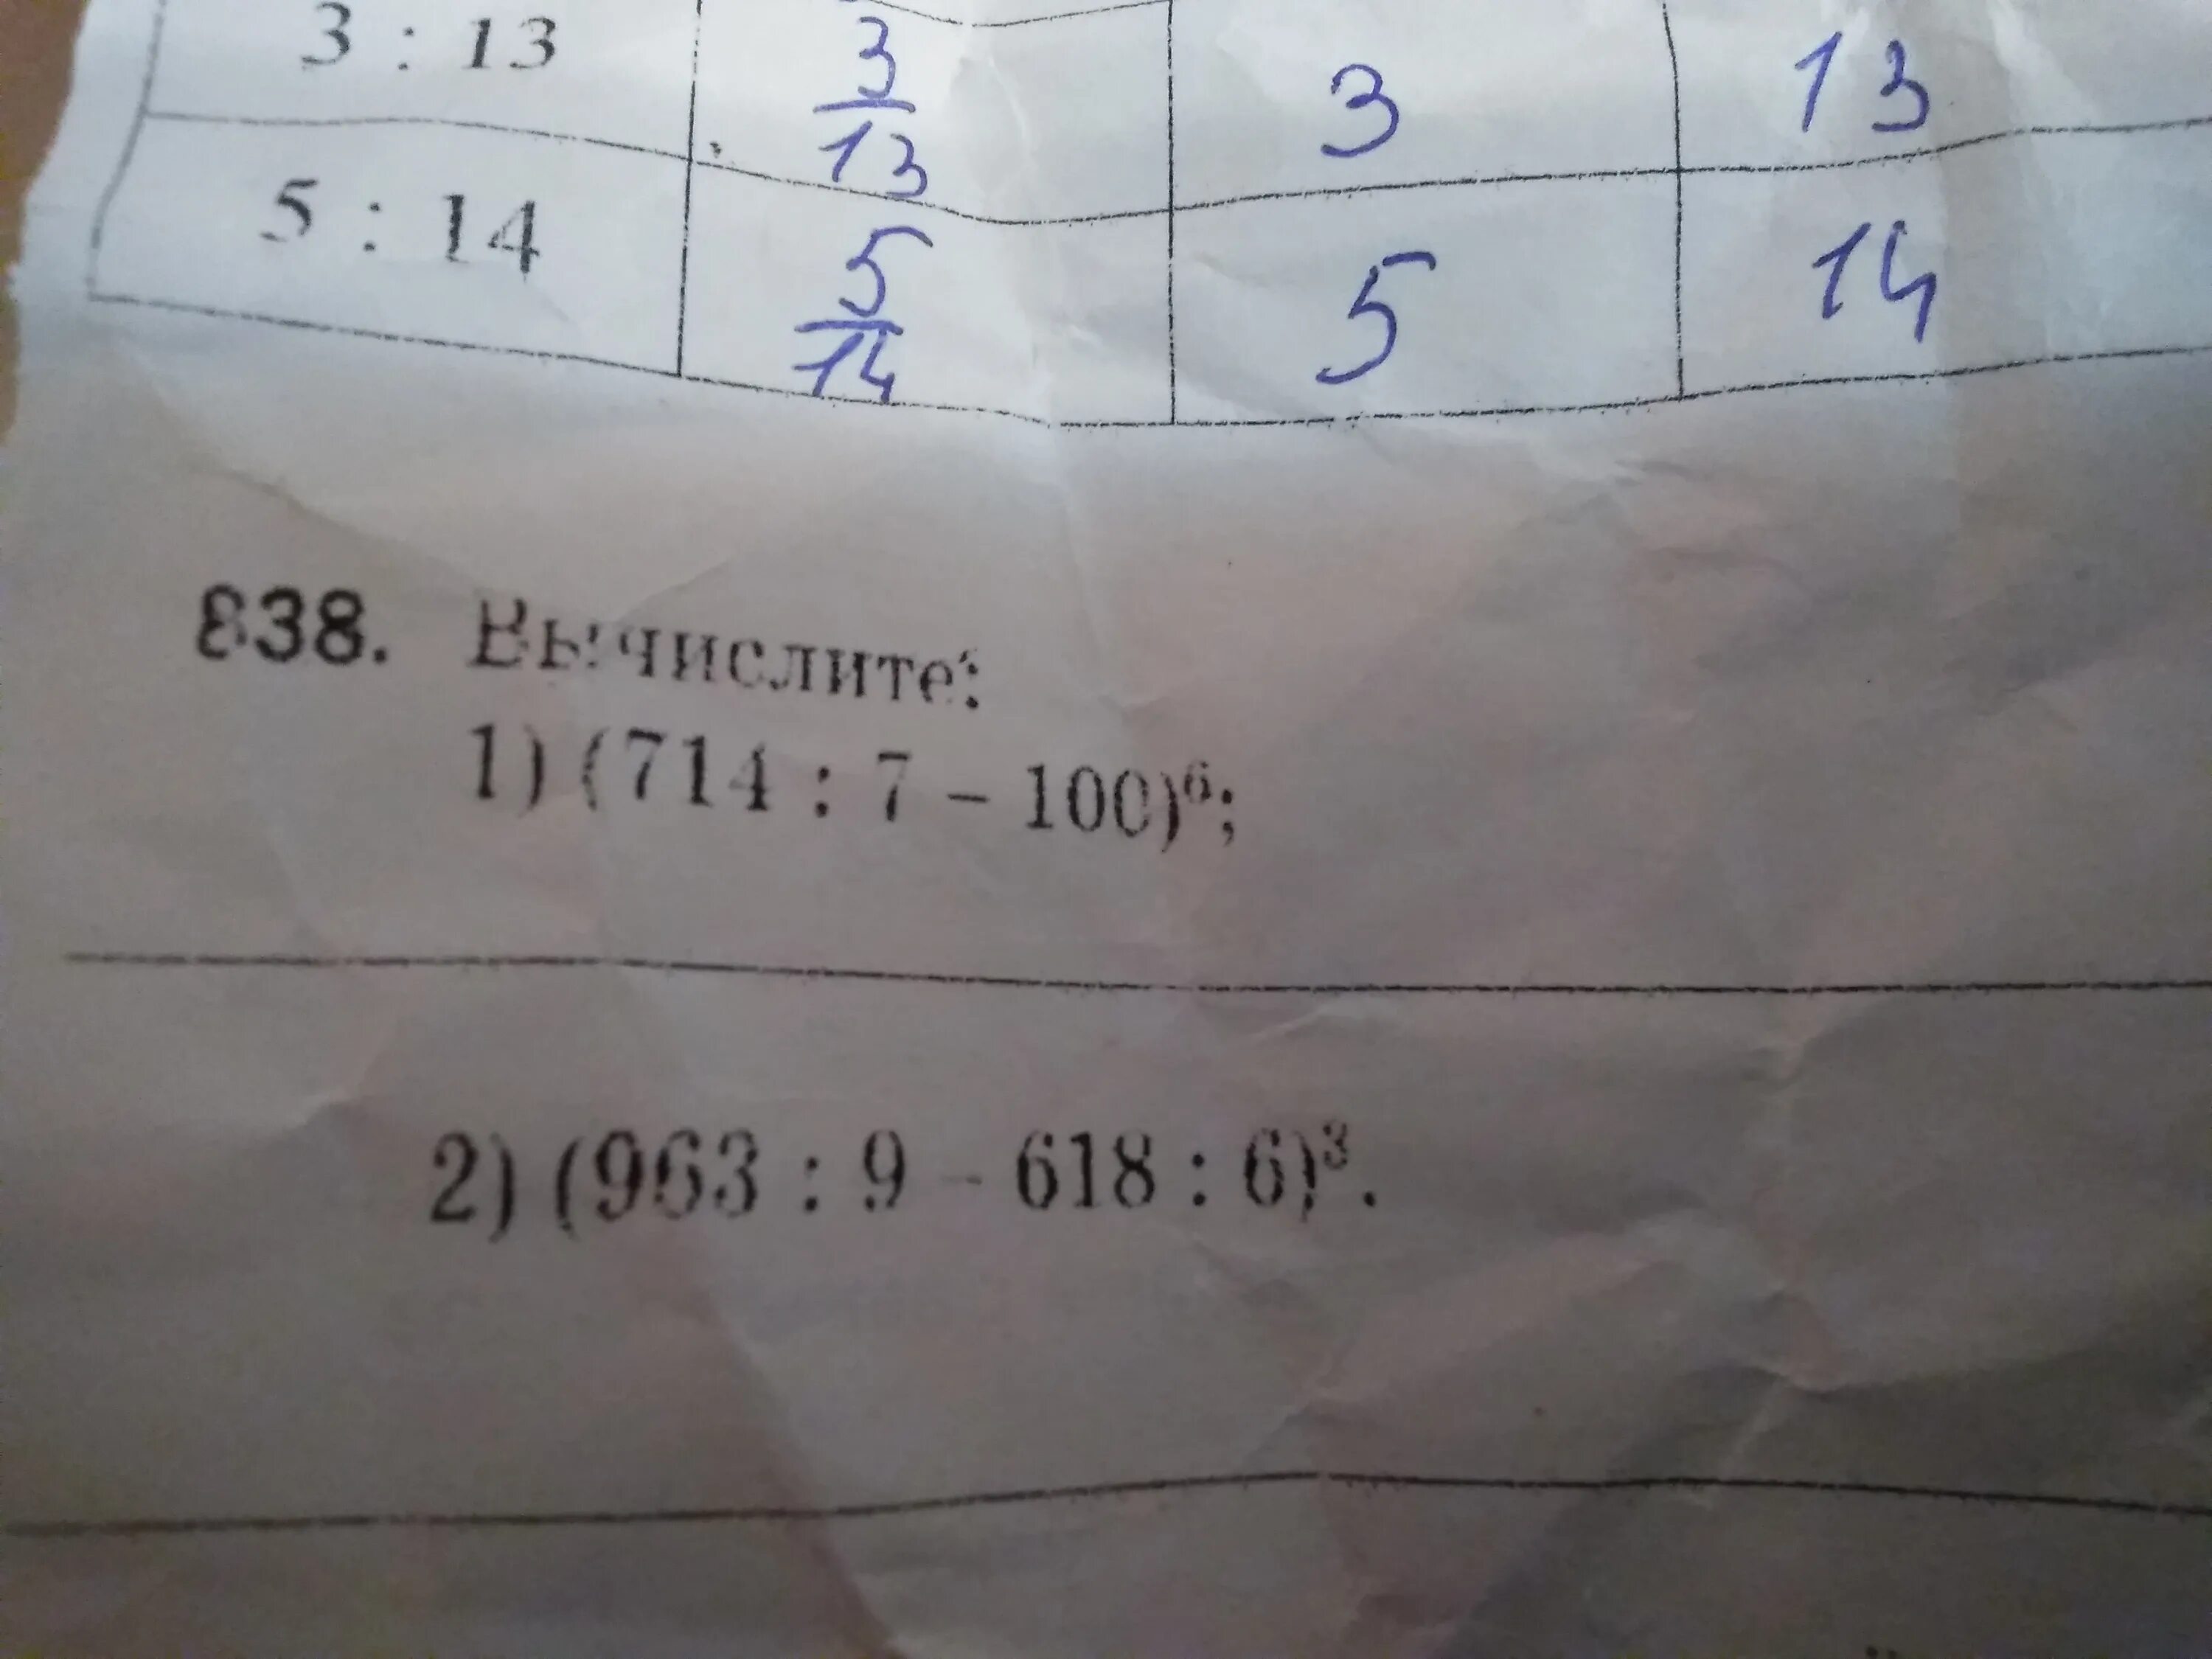 3 : 13 3/13 3 13
5 : 14 5/14 5 14
838. Вычислите:
1) (714 : 7 – 100)⁶;
2) (963 : 9 – 618 : 6)³.